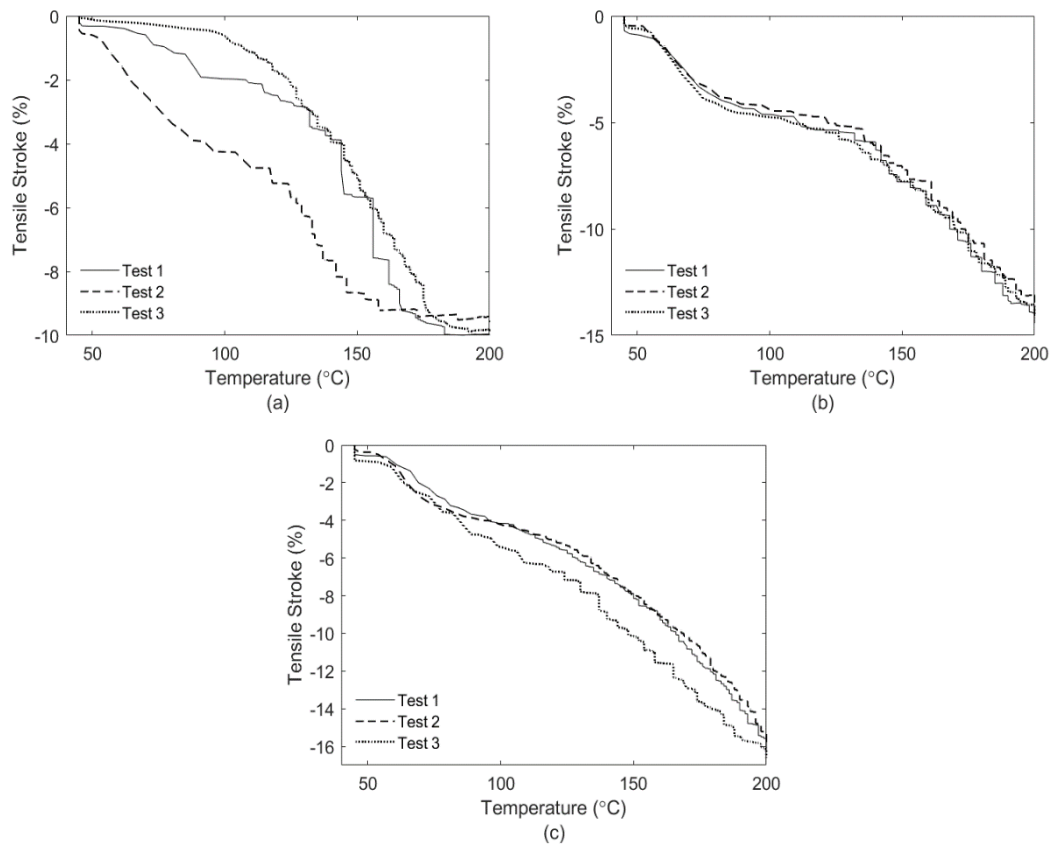 0
-2
-4
-6
-8
-10
Tensile Stroke (%)
Test 1
Test 2
Test 3
50 100 150 200
Temperature (°C)
(a)
0
-5
-10
-15
Tensile Stroke (%)
Test 1
Test 2
Test 3
50 100 150 200
Temperature (°C)
(b)
0
-2
-4
-6
-8
-10
-12
-14
-16
Tensile Stroke (%)
Test 1
Test 2
Test 3
50 100 150 200
Temperature (°C)
(c)